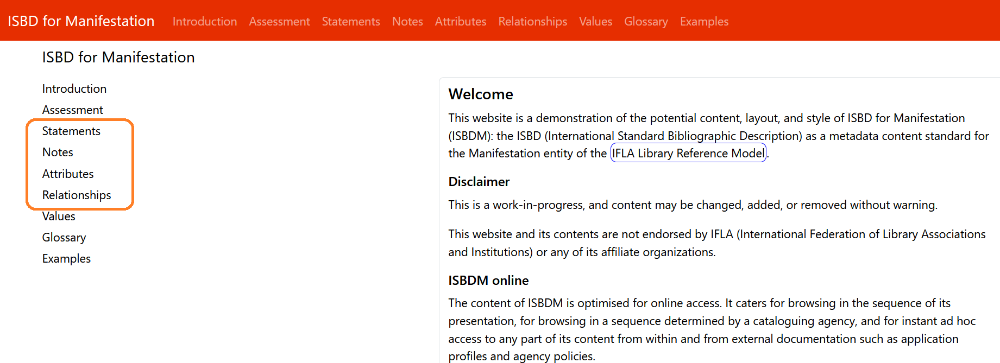 ISBD for Manifestation Introduction Assessment Statements Notes Attributes Relationships Values Glossary Examples
ISBD for Manifestation
Introduction
Assessment
Statements
Notes
Attributes
Relationships
Values
Glossary
Examples
Welcome
This website is a demonstration of the potential content, layout, and style of ISBD for Manifestation
(ISBDM): the ISBD (International Standard Bibliographic Description) as a metadata content standard for
the Manifestation entity of the IFLA Library Reference Model.
Disclaimer
This is a work-in-progress, and content may be changed, added, or removed without warning.
This website and its contents are not endorsed by IFLA (International Federation of Library Associations
and Institutions) or any of its affiliate organizations.
ISBDM online
The content of ISBDM is optimised for online access. It caters for browsing in the sequence of its
presentation, for browsing in a sequence determined by a cataloguing agency, and for instant ad hoc
access to any part of its content from within and from external documentation such as application
profiles and agency policies.